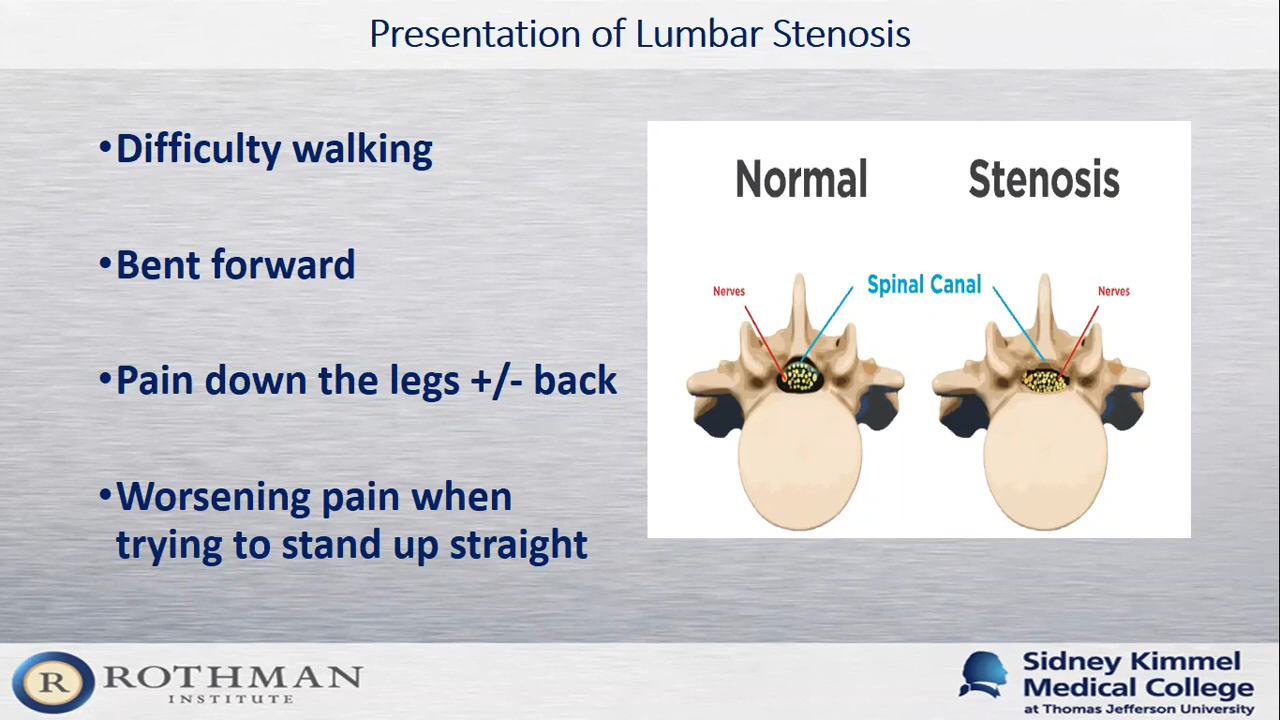 Presentation of Lumbar Stenosis
•Difficulty walking
•Bent forward
•Pain down the legs +/- back
•Worsening pain when
trying to stand up straight
Normal
Stenosis
Nerves
Spinal Canal
Nerves
R ROTHMAN
INSTITUTE
Sidney Kimmel
Medical College
at Thomas Jefferson University